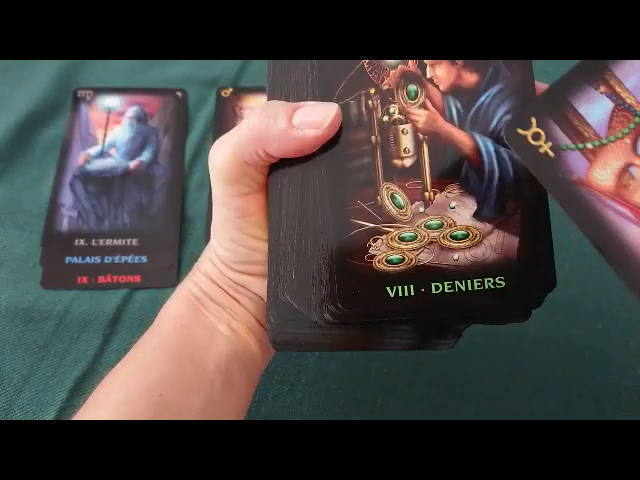 IX. L'ERMITE
PALAIS D'ÉPÉES
IX · BÂTONS
VIII · DENIERS